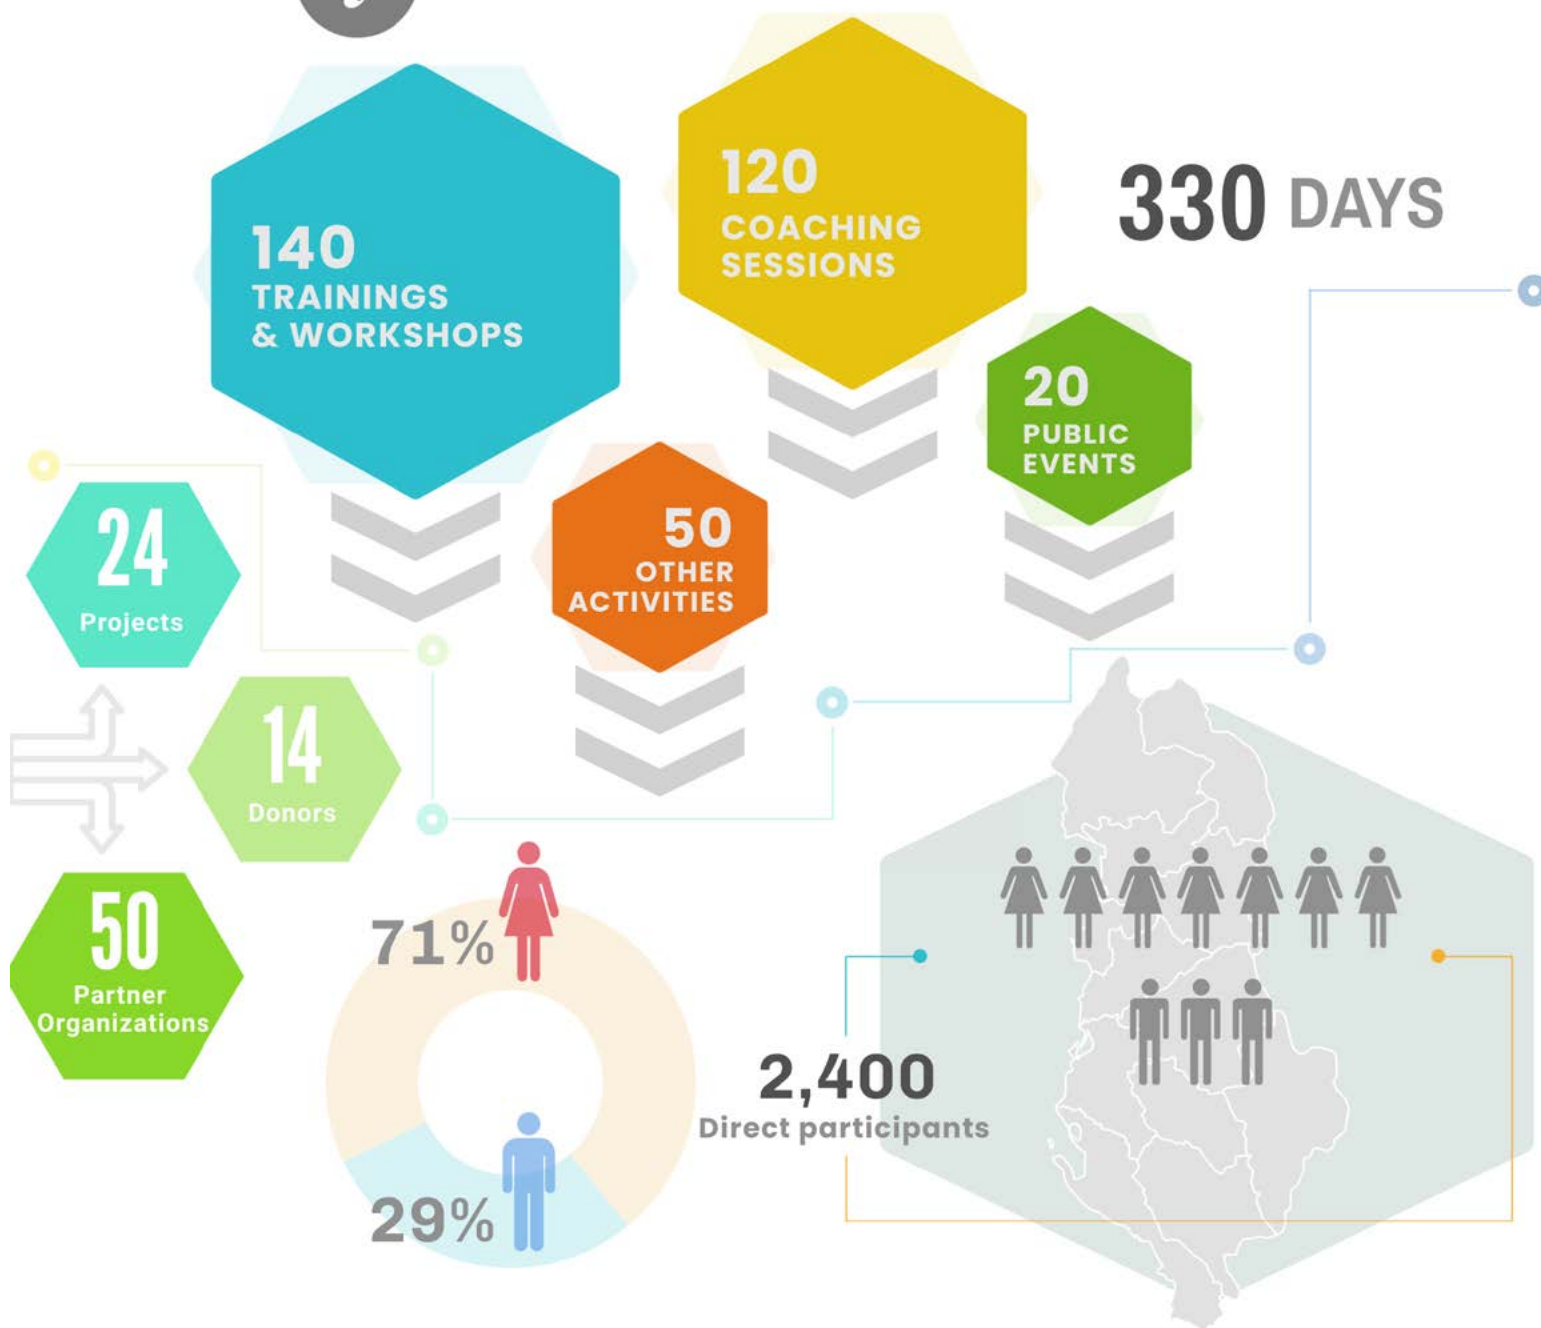 140
TRAININGS
& WORKSHOPS
120
COACHING
SESSIONS
330 DAYS
20
PUBLIC
EVENTS
50
OTHER
ACTIVITIES
24
Projects
14
Donors
50
Partner
Organizations
71%
29%
2,400
Direct participants